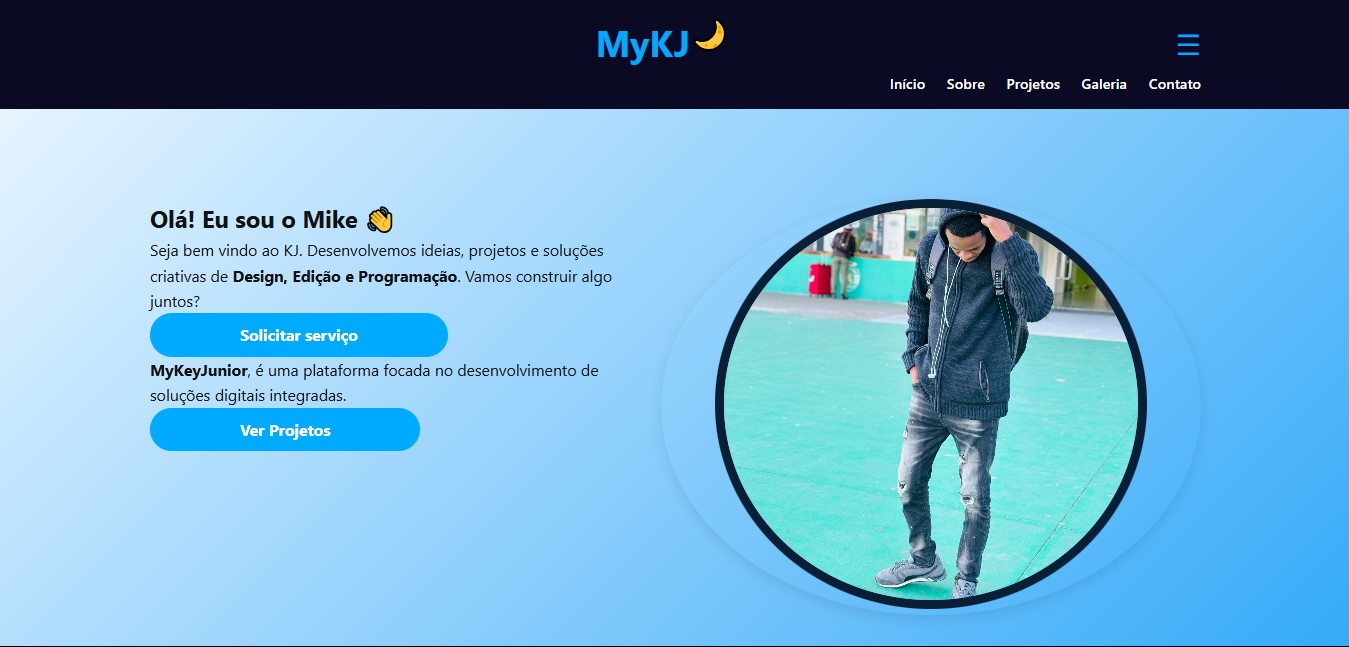 MyKJ🌙
☰
Início Sobre Projetos Galeria Contato
Olá! Eu sou o Mike 👋
Seja bem vindo ao KJ. Desenvolvemos ideias, projetos e soluções
criativas de Design, Edição e Programação. Vamos construir algo
juntos?
Solicitar serviço
MyKeyJunior, é uma plataforma focada no desenvolvimento de
soluções digitais integradas.
Ver Projetos